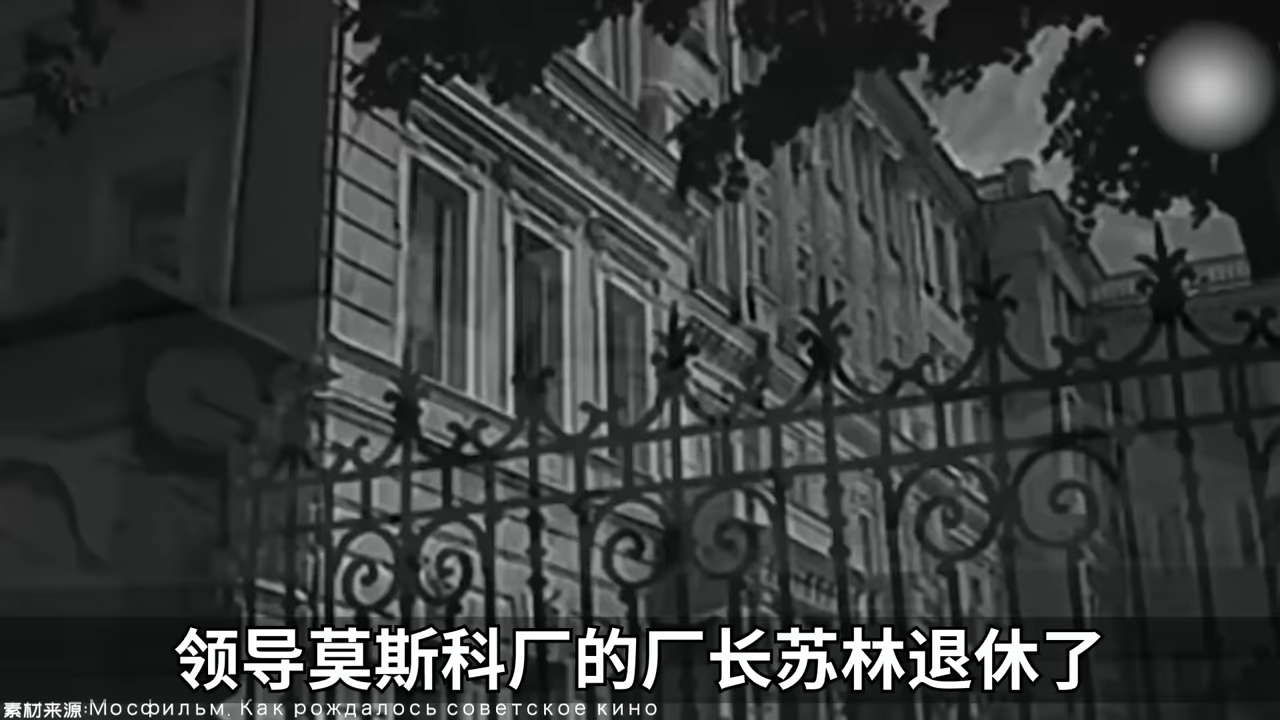 领导莫斯科厂的厂长苏林退休了
素材来源:Мосфильм. Как рождалось советское кино